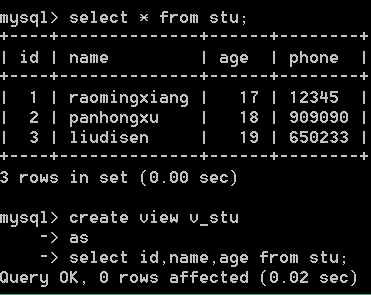 mysql> select * from stu;
+----+--------------+------+--------+
| id | name         | age  | phone  |
+----+--------------+------+--------+
|  1 | raomingxiang |   17 | 12345  |
|  2 | panhongxu    |   18 | 909090 |
|  3 | liudisen     |   19 | 650233 |
+----+--------------+------+--------+
3 rows in set (0.00 sec)
mysql> create view v_stu
    -> as
    -> select id,name,age from stu;
Query OK, 0 rows affected (0.02 sec)